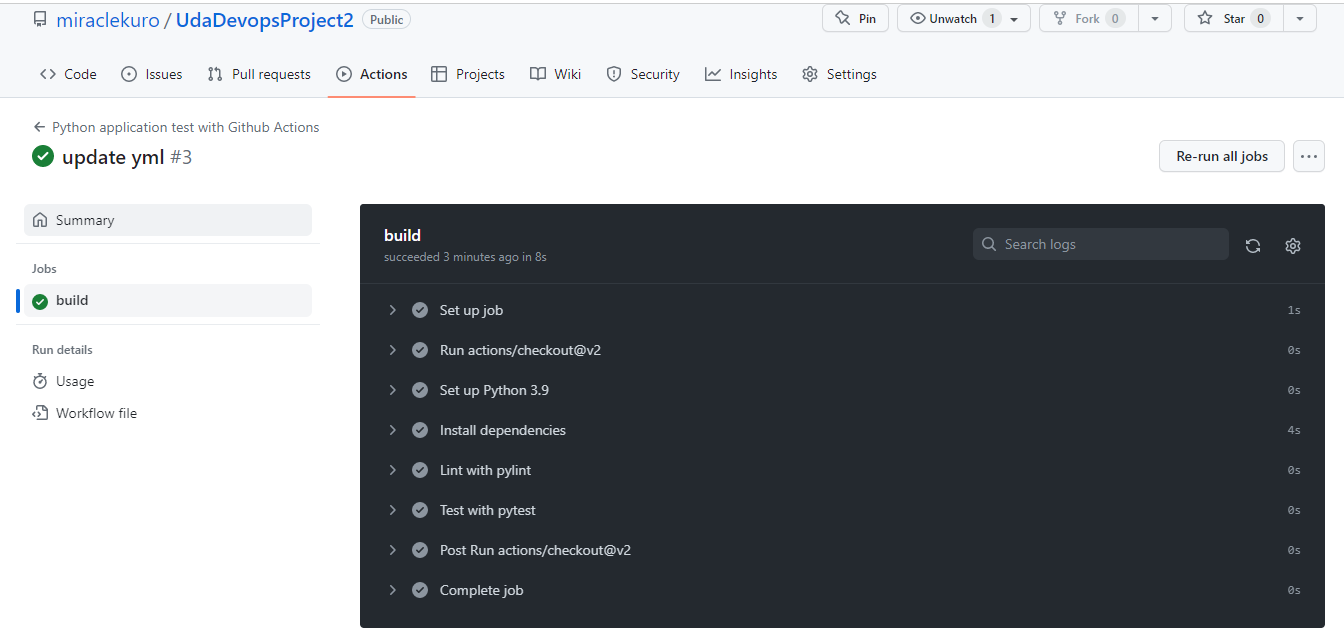 miraclekuro / UdaDevopsProject2 Public Pin Unwatch 1 Fork 0 Star 0
Code Issues Pull requests Actions Projects Wiki Security Insights Settings
Python application test with Github Actions
update yml #3
Re-run all jobs
Summary
Jobs
build
Run details
Usage
Workflow file
build
succeeded 3 minutes ago in 8s
Search logs
Set up job 1s
Run actions/checkout@v2 0s
Set up Python 3.9 0s
Install dependencies 4s
Lint with pylint 0s
Test with pytest 0s
Post Run actions/checkout@v2 0s
Complete job 0s